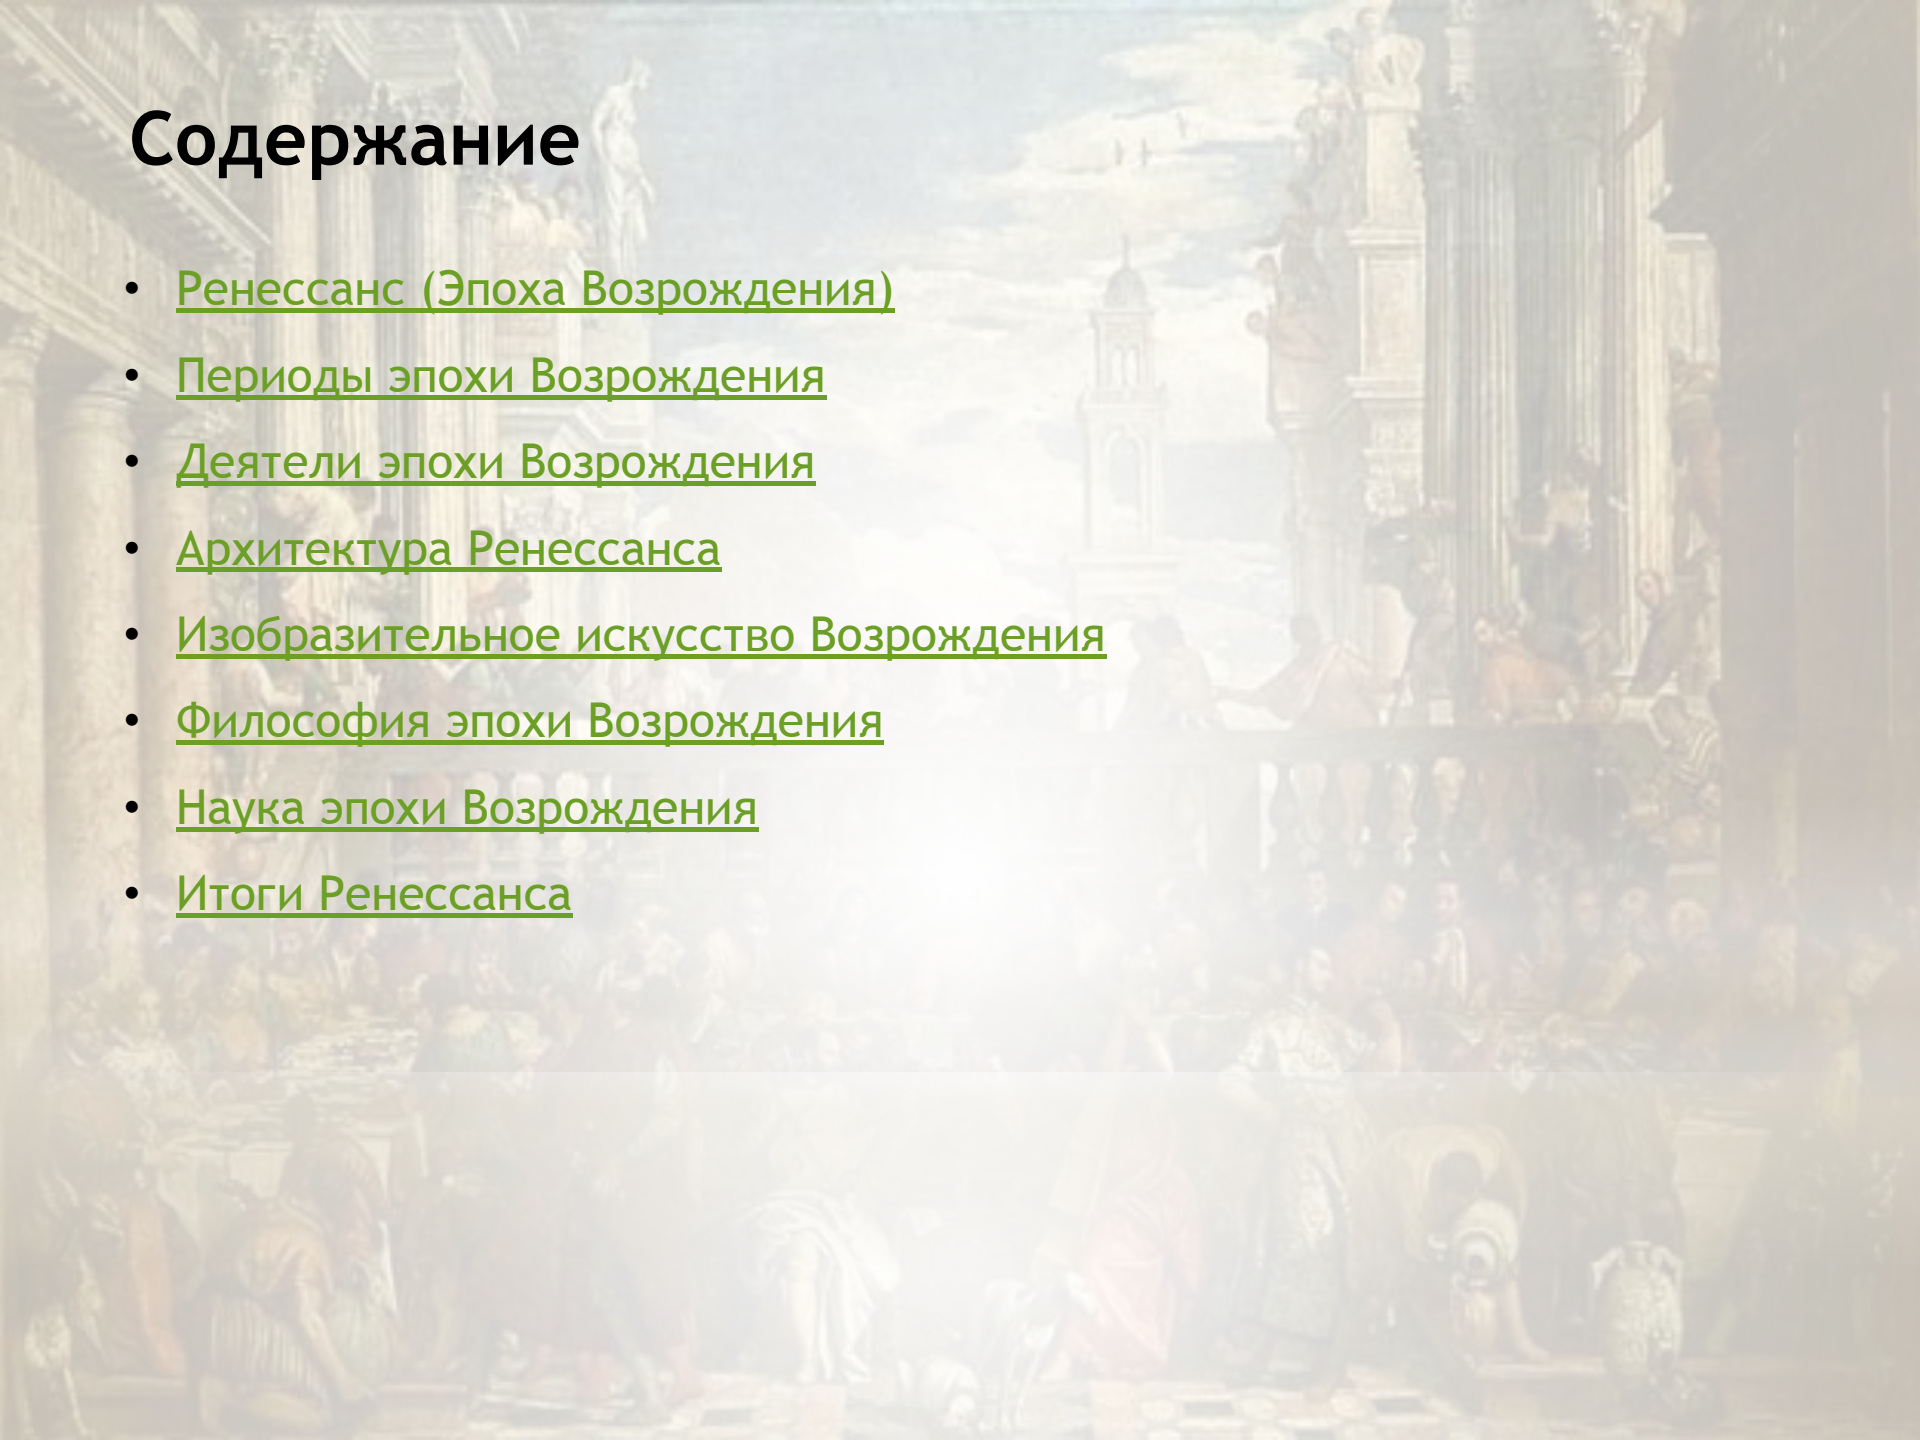 Содержание
• Ренессанс (Эпоха Возрождения)
• Периоды эпохи Возрождения
• Деятели эпохи Возрождения
• Архитектура Ренессанса
• Изобразительное искусство Возрождения
• Философия эпохи Возрождения
• Наука эпохи Возрождения
• Итоги Ренессанса